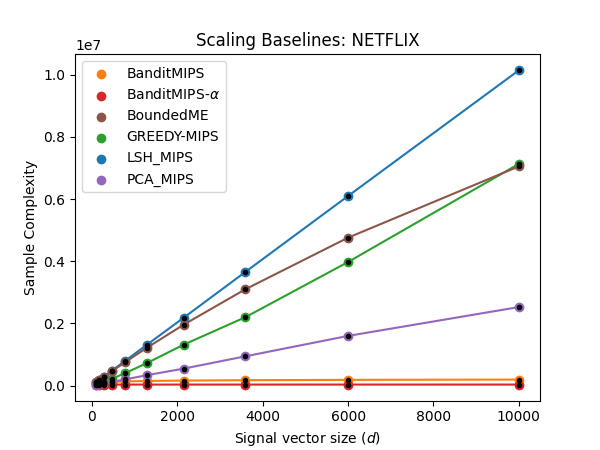 Scaling Baselines: NETFLIX
1e7
BanditMIPS
BanditMIPS-α
BoundedME
GREEDY-MIPS
LSH_MIPS
PCA_MIPS
1.0
0.8
0.6
0.4
0.2
0.0
Sample Complexity
0 2000 4000 6000 8000 10000
Signal vector size (d)